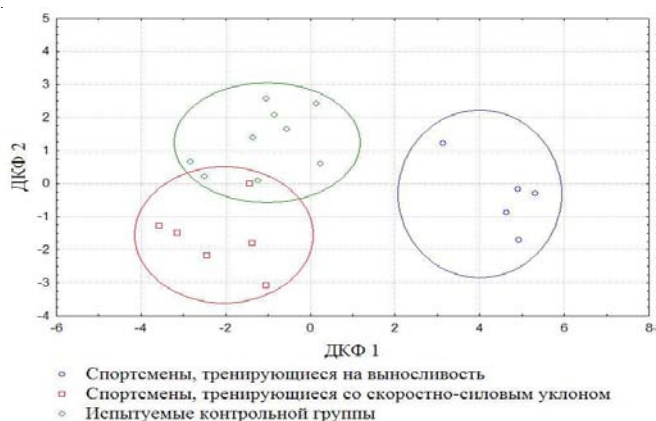 5
4
3
2
1
0
-1
-2
-3
-4
ДКФ 2
-6 -4 -2 0 2 4 6 8
ДКФ 1
Спортсмены, тренирующиеся на выносливость
Спортсмены, тренирующиеся со скоростно-силовым уклоном
Испытуемые контрольной группы